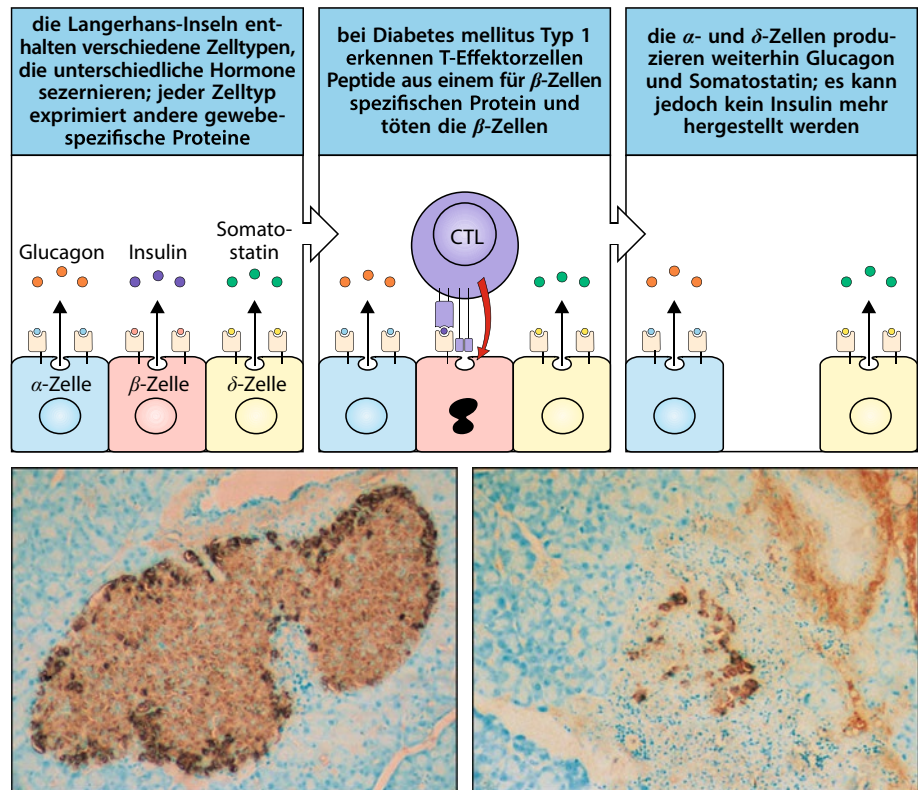 die Langerhans-Inseln ent-
halten verschiedene Zelltypen,
die unterschiedliche Hormone
sezernieren; jeder Zelltyp
exprimiert andere gewebe-
spezifische Proteine
bei Diabetes mellitus Typ 1
erkennen T-Effektorzellen
Peptide aus einem für β-Zellen
spezifischen Protein und
töten die β-Zellen
die α- und δ-Zellen produ-
zieren weiterhin Glucagon
und Somatostatin; es kann
jedoch kein Insulin mehr
hergestellt werden
Glucagon
Insulin
Somato-
statin
α-Zelle
β-Zelle
δ-Zelle
CTL